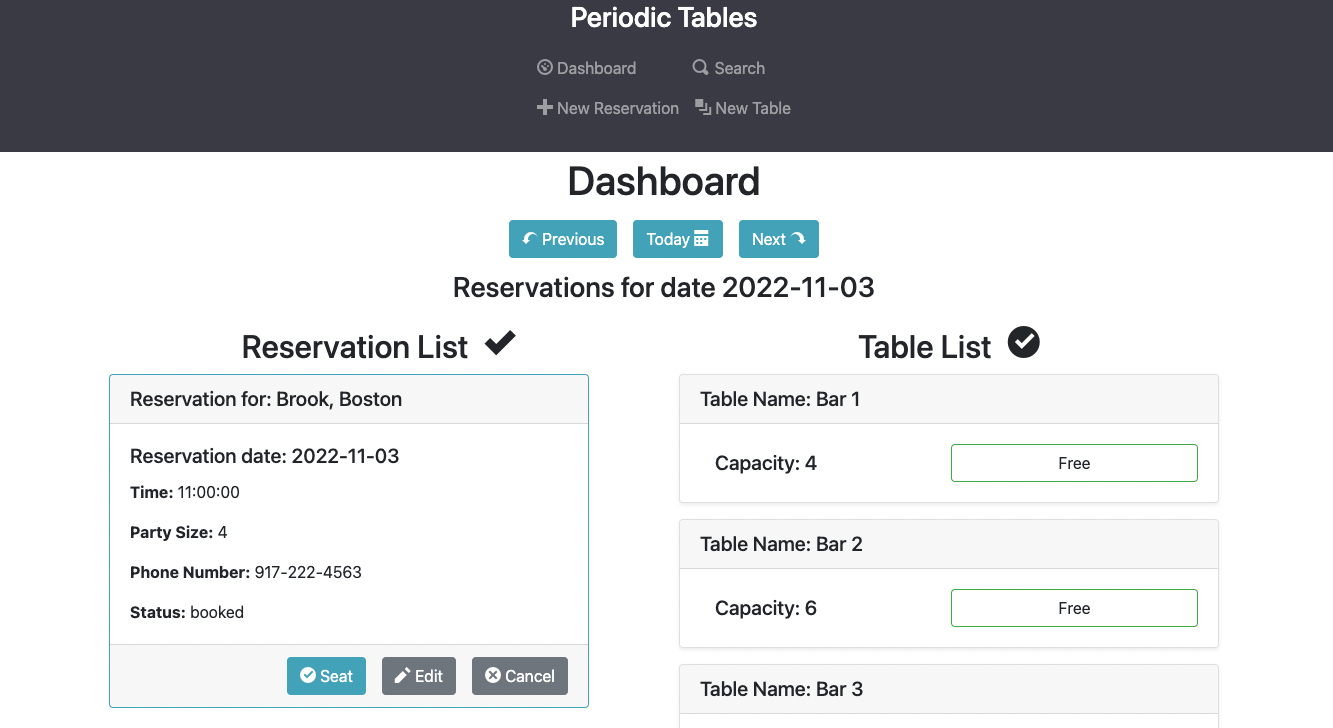 Periodic Tables
Dashboard
Search
New Reservation
New Table
Dashboard
Previous
Today
Next
Reservations for date 2022-11-03
Reservation List
Reservation for: Brook, Boston
Reservation date: 2022-11-03
Time: 11:00:00
Party Size: 4
Phone Number: 917-222-4563
Status: booked
Seat
Edit
Cancel
Table List
Table Name: Bar 1
Capacity: 4
Free
Table Name: Bar 2
Capacity: 6
Free
Table Name: Bar 3